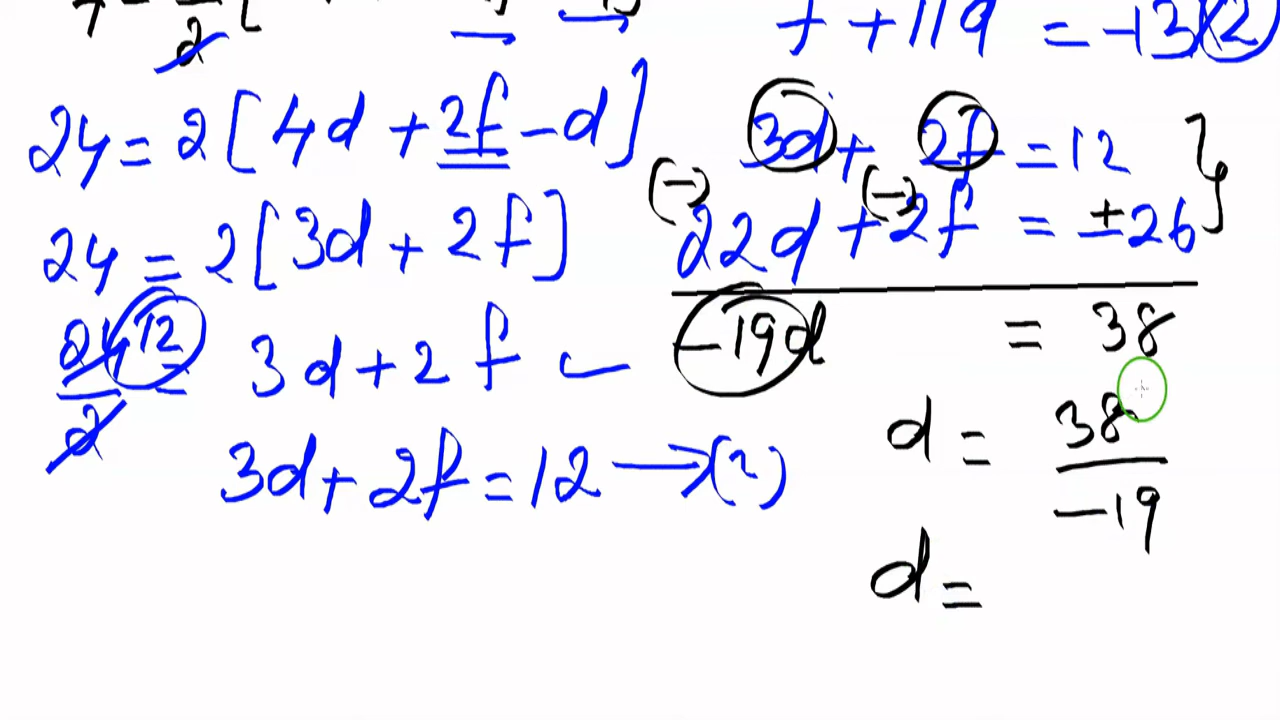 f + 119 = -13(2)
24 = 2[4d + 2f - d]
24 = 2[3d + 2f]
24/2 12 = 3d + 2f
3d + 2f = 12 → (2)
3d + 2f = 12
(-) (-)
22d + 2f = ±26
-19d = 38
d = 38/-19
d =